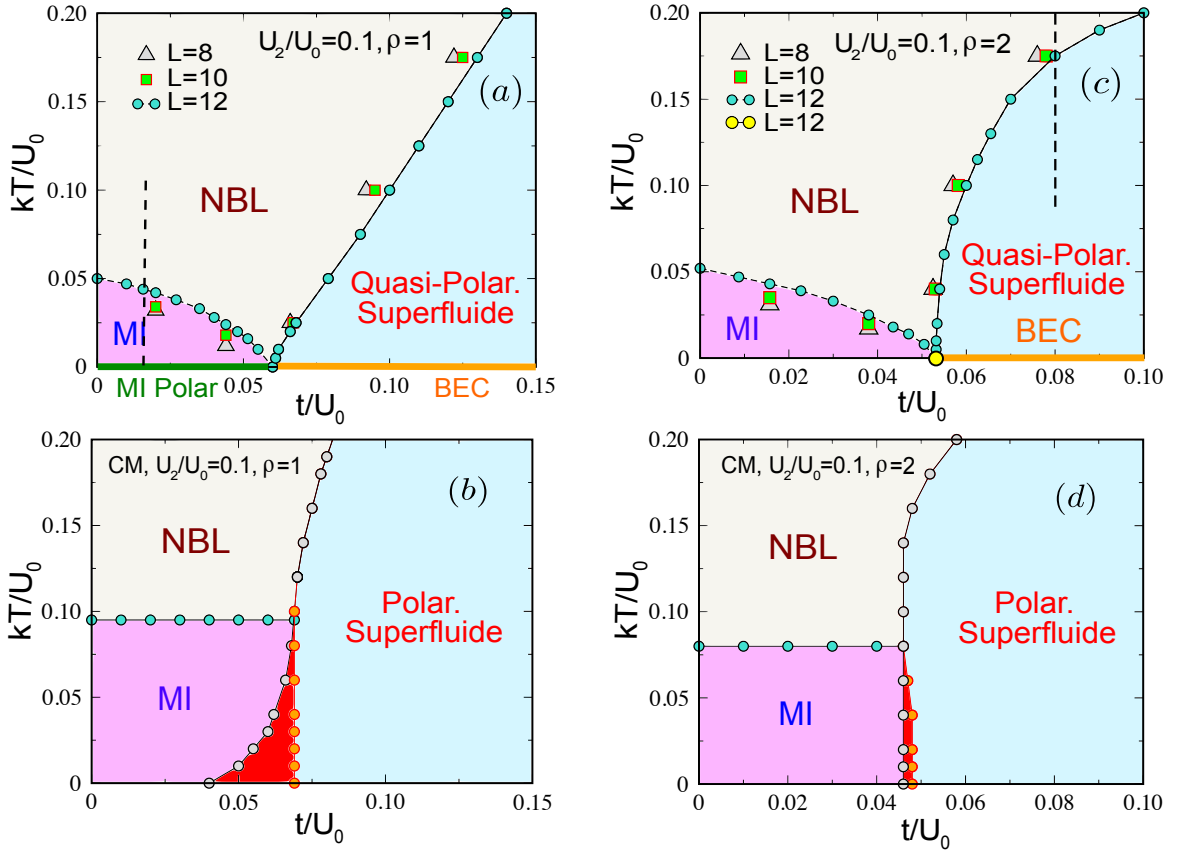 U₂/U₀=0.1, ρ=1
L=8
L=10
L=12
(a)
NBL
Quasi-Polar.
Superfluide
MI
MI Polar
BEC
kT/U₀
0.20
0.15
0.10
0.05
0
0
0.05
0.10
0.15
t/U₀
U₂/U₀=0.1, ρ=2
L=8
L=10
L=12
L=12
(c)
NBL
Quasi-Polar.
Superfluide
MI
BEC
kT/U₀
0.20
0.15
0.10
0.05
0
0
0.02
0.04
0.06
0.08
0.10
t/U₀
CM, U₂/U₀=0.1, ρ=1
(b)
NBL
Polar.
Superfluide
MI
kT/U₀
0.20
0.15
0.10
0.05
0
0
0.05
0.10
0.15
t/U₀
CM, U₂/U₀=0.1, ρ=2
(d)
NBL
Polar.
Superfluide
MI
kT/U₀
0.20
0.15
0.10
0.05
0
0
0.02
0.04
0.06
0.08
0.10
t/U₀